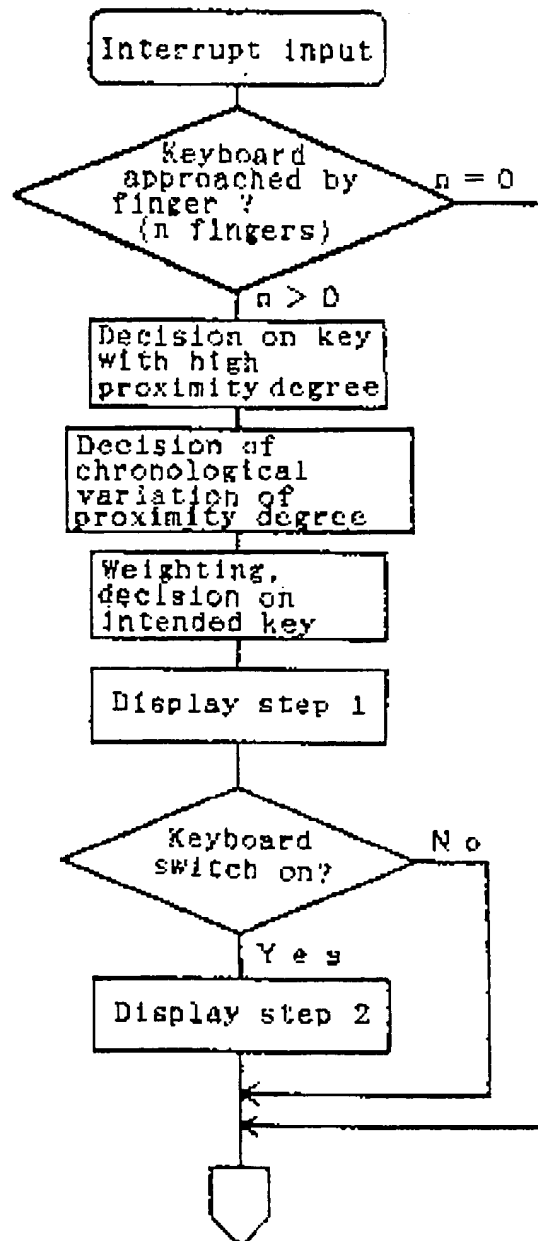 Interrupt input
Keyboard
approached by
finger ?
(n fingers)
n = 0
n > 0
Decision on key
with high
proximity degree
Decision of
chronological
variation of
proximity degree
Weighting,
decision on
intended key
Display step 1
Keyboard
switch on?
No
Yes
Display step 2